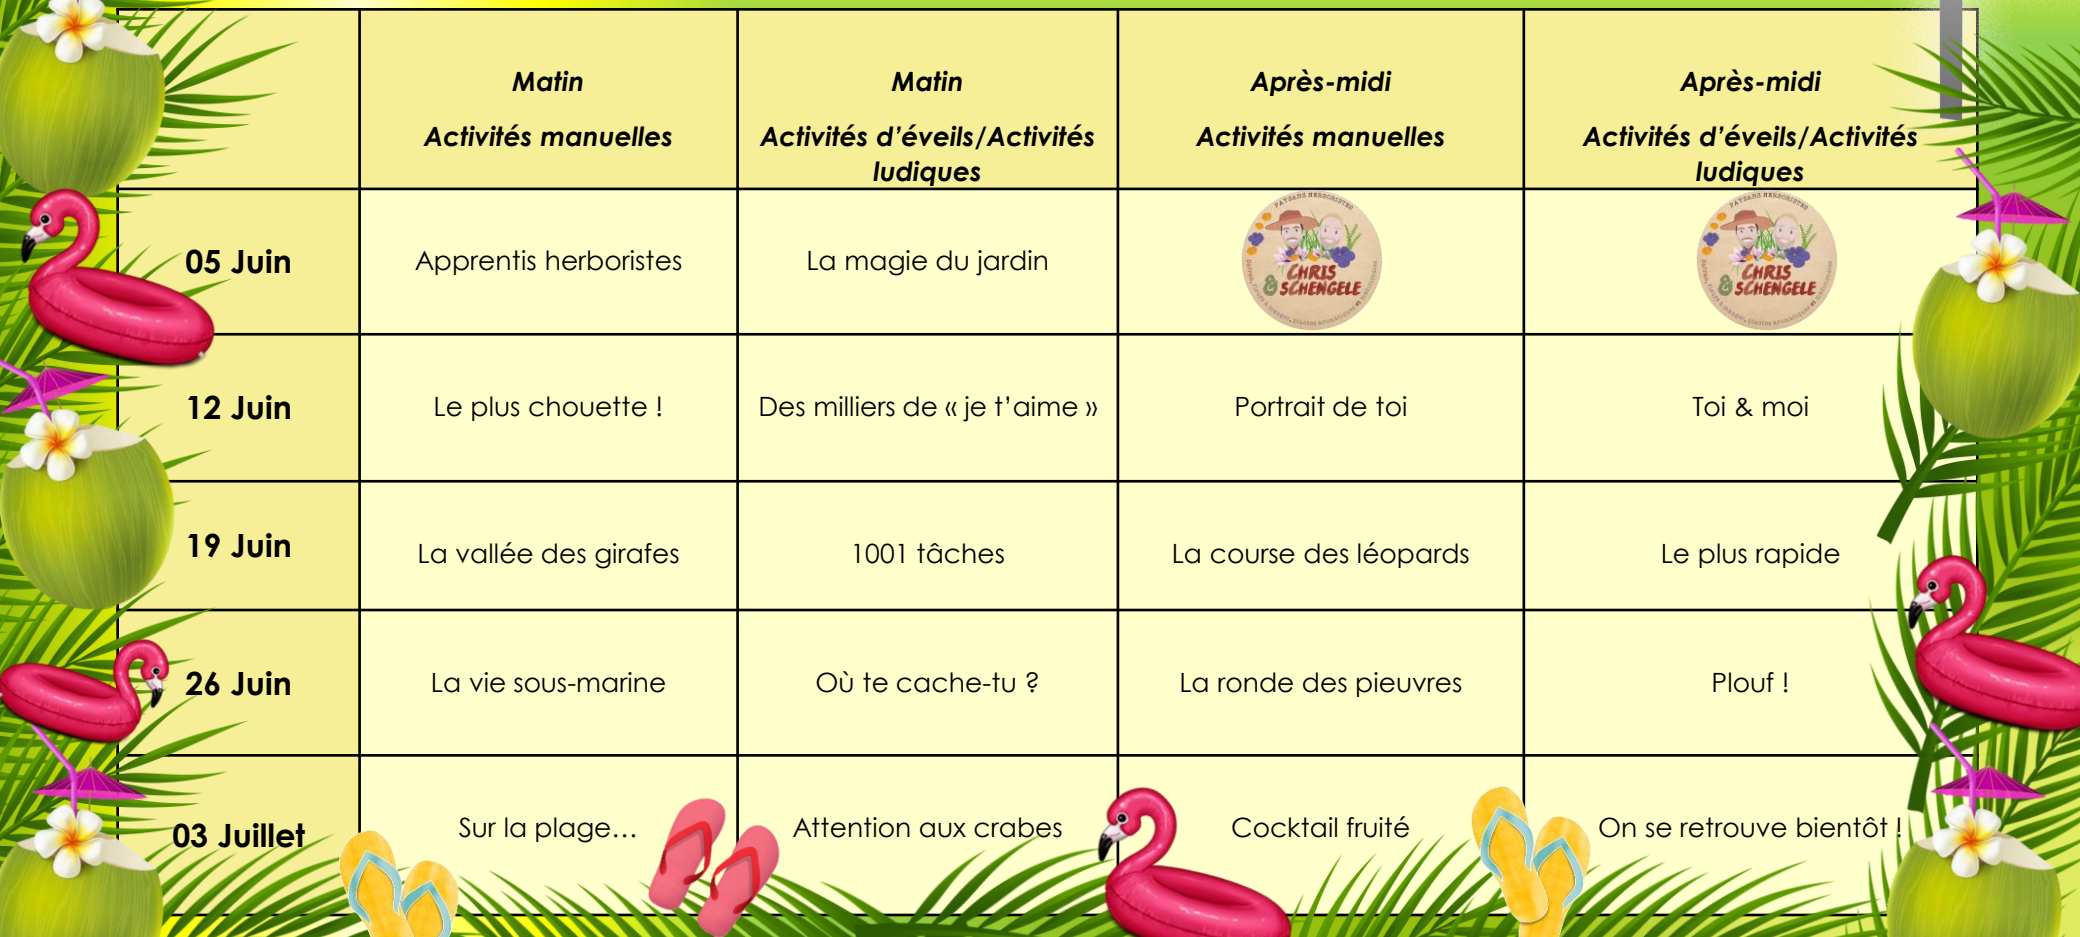 Matin
Activités manuelles
Matin
Activités d’éveils/Activités
ludiques
Après-midi
Activités manuelles
Après-midi
Activités d’éveils/Activités
ludiques
05 Juin
Apprentis herboristes
La magie du jardin
PAYSANS HERBORISTES
CHRIS
& SCHENGELE
PAYSANS HERBORISTES
CHRIS
& SCHENGELE
12 Juin
Le plus chouette !
Des milliers de « je t’aime »
Portrait de toi
Toi & moi
19 Juin
La vallée des girafes
1001 tâches
La course des léopards
Le plus rapide
26 Juin
La vie sous-marine
Où te cache-tu ?
La ronde des pieuvres
Plouf !
03 Juillet
Sur la plage…
Attention aux crabes
Cocktail fruité
On se retrouve bientôt !